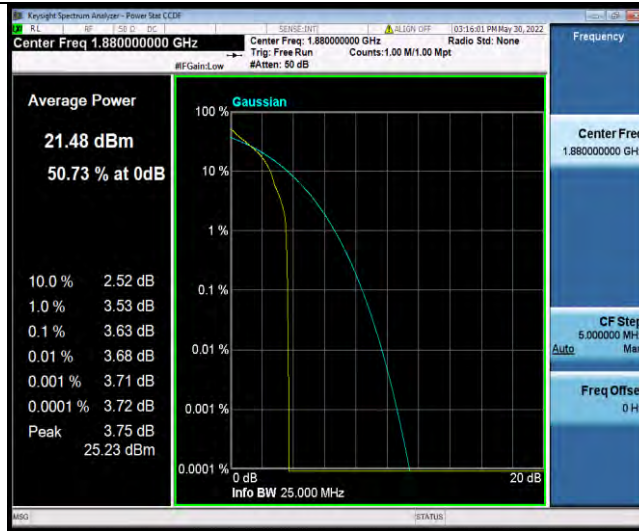 Keysight Spectrum Analyzer - Power Stat CCDF
RL RF 50 Ω DC SENSE:INT ALIGN OFF 03:16:01 PM May 30, 2022
Center Freq 1.880000000 GHz
Center Freq: 1.880000000 GHz Radio Std: None
Trig: Free Run Counts:1.00 M/1.00 Mpt
#IFGain:Low #Atten: 50 dB
Frequency
Average Power
21.48 dBm
50.73 % at 0dB
10.0 % 2.52 dB
1.0 % 3.53 dB
0.1 % 3.63 dB
0.01 % 3.68 dB
0.001 % 3.71 dB
0.0001 % 3.72 dB
Peak 3.75 dB
25.23 dBm
Gaussian
100 %
10 %
1 %
0.1 %
0.01 %
0.001 %
0.0001 %
0 dB 20 dB
Info BW 25.000 MHz
Center Fre
1.880000000 GH
CF Step
5.000000 MH
Auto Ma
Freq Offse
0 H
MSG STATUS